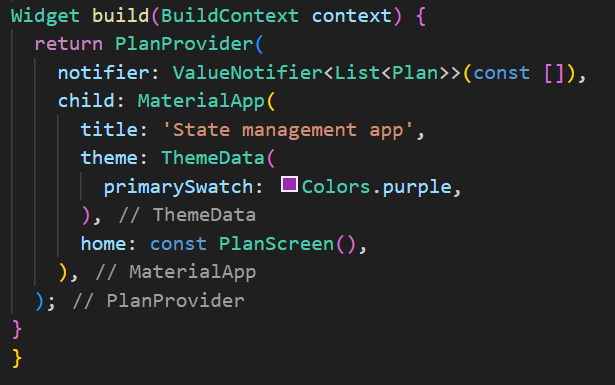 Widget build(BuildContext context) {
  return PlanProvider(
    notifier: ValueNotifier<List<Plan>>(const []),
    child: MaterialApp(
      title: 'State management app',
      theme: ThemeData(
        primarySwatch: Colors.purple,
      ), // ThemeData
      home: const PlanScreen(),
    ), // MaterialApp
  ); // PlanProvider
}
}